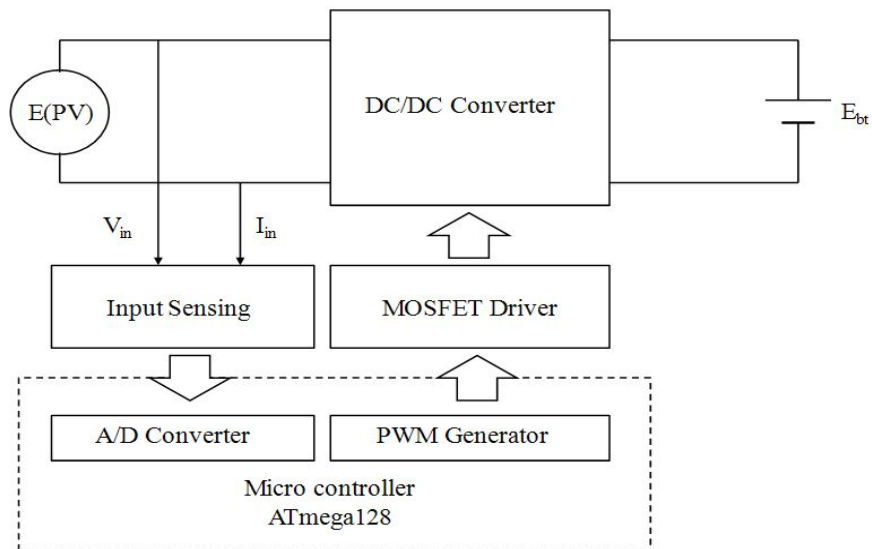 DC/DC Converter
E(PV)
E_bt
V_in
I_in
Input Sensing
MOSFET Driver
A/D Converter
PWM Generator
Micro controller
ATmega128